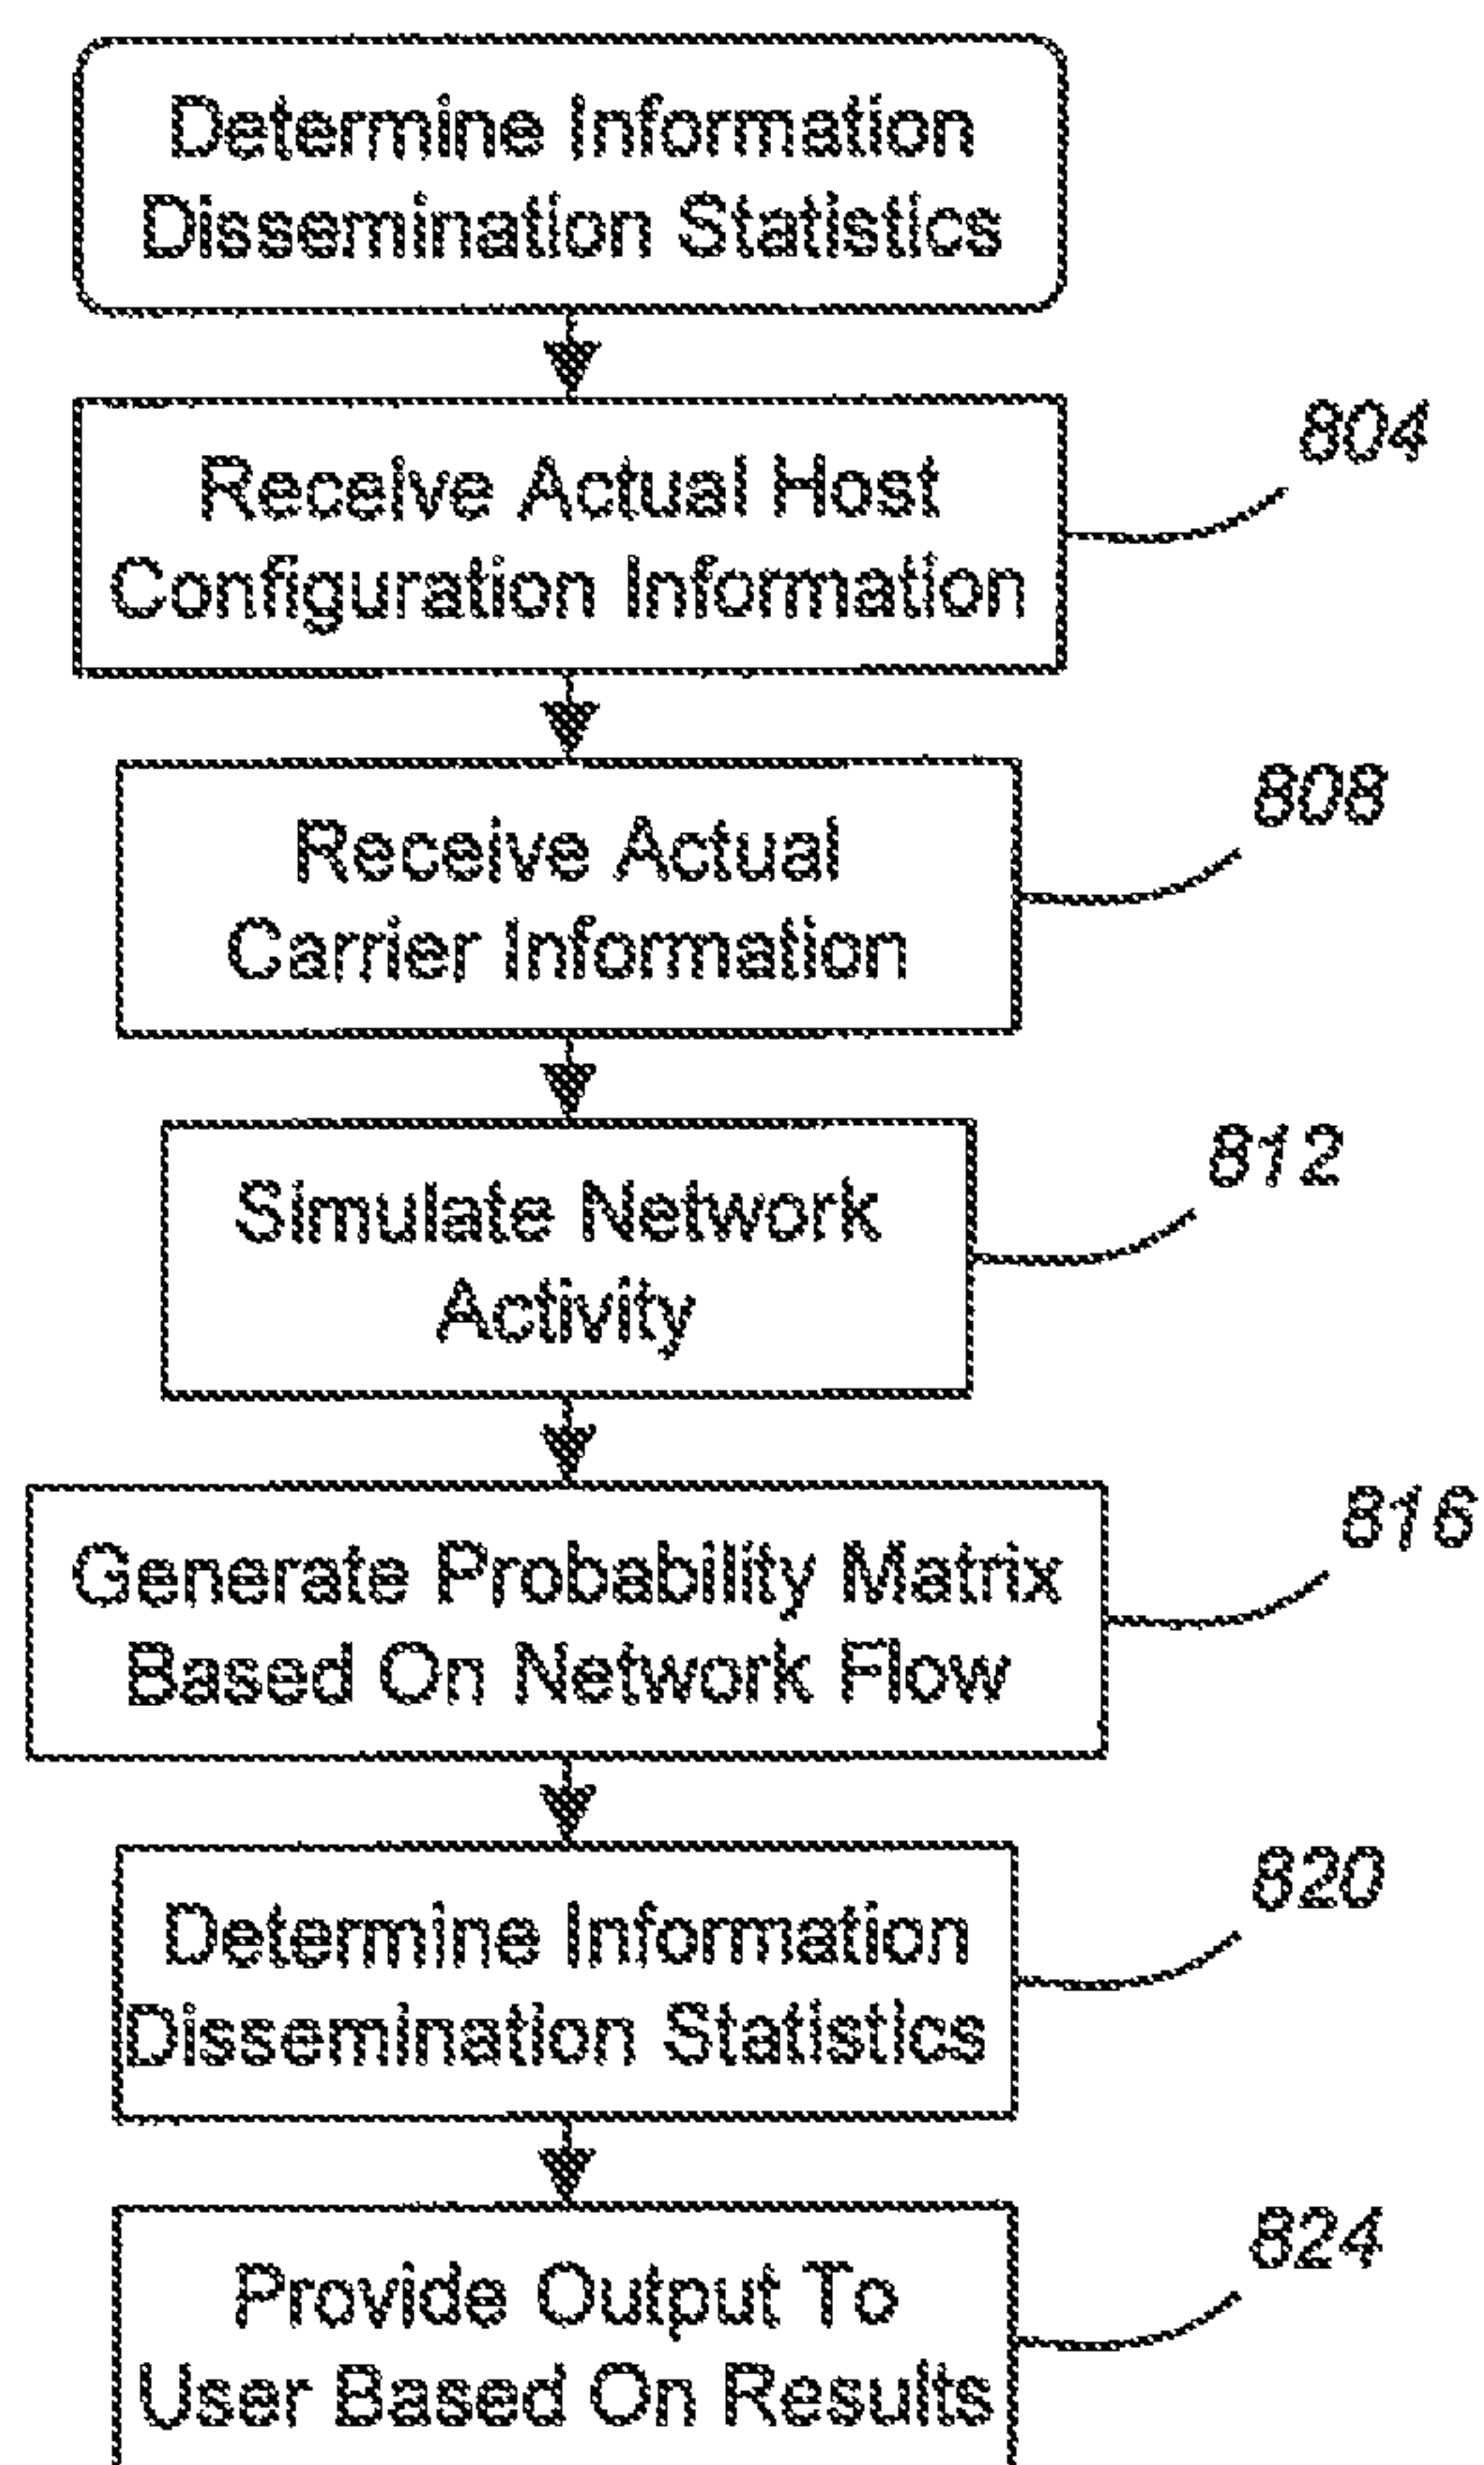 Determine Information
Dissemination Statistics
Receive Actual Host
Configuration Information
804
Receive Actual
Carrier Information
808
Simulate Network
Activity
812
Generate Probability Matrix
Based On Network Flow
816
Determine Information
Dissemination Statistics
820
Provide Output To
User Based On Results
824